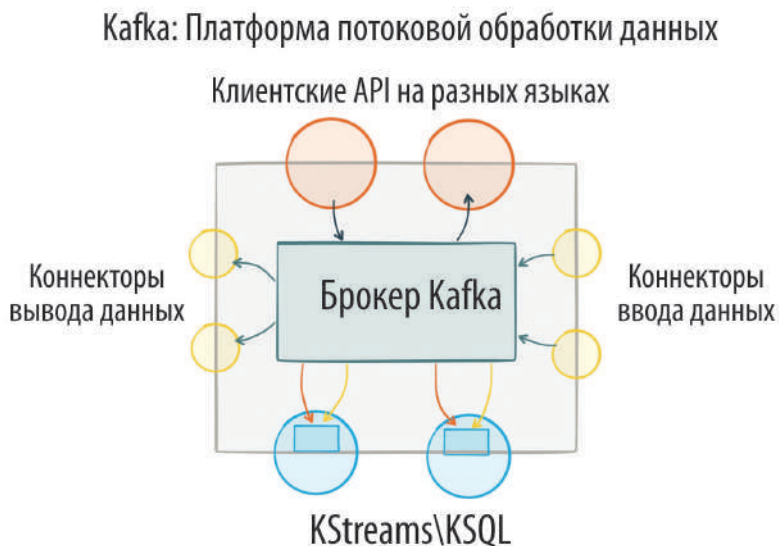 Kafka: Платформа потоковой обработки данных
Клиентские API на разных языках
Коннекторы
вывода данных
Брокер Kafka
Коннекторы
ввода данных
KStreams\KSQL